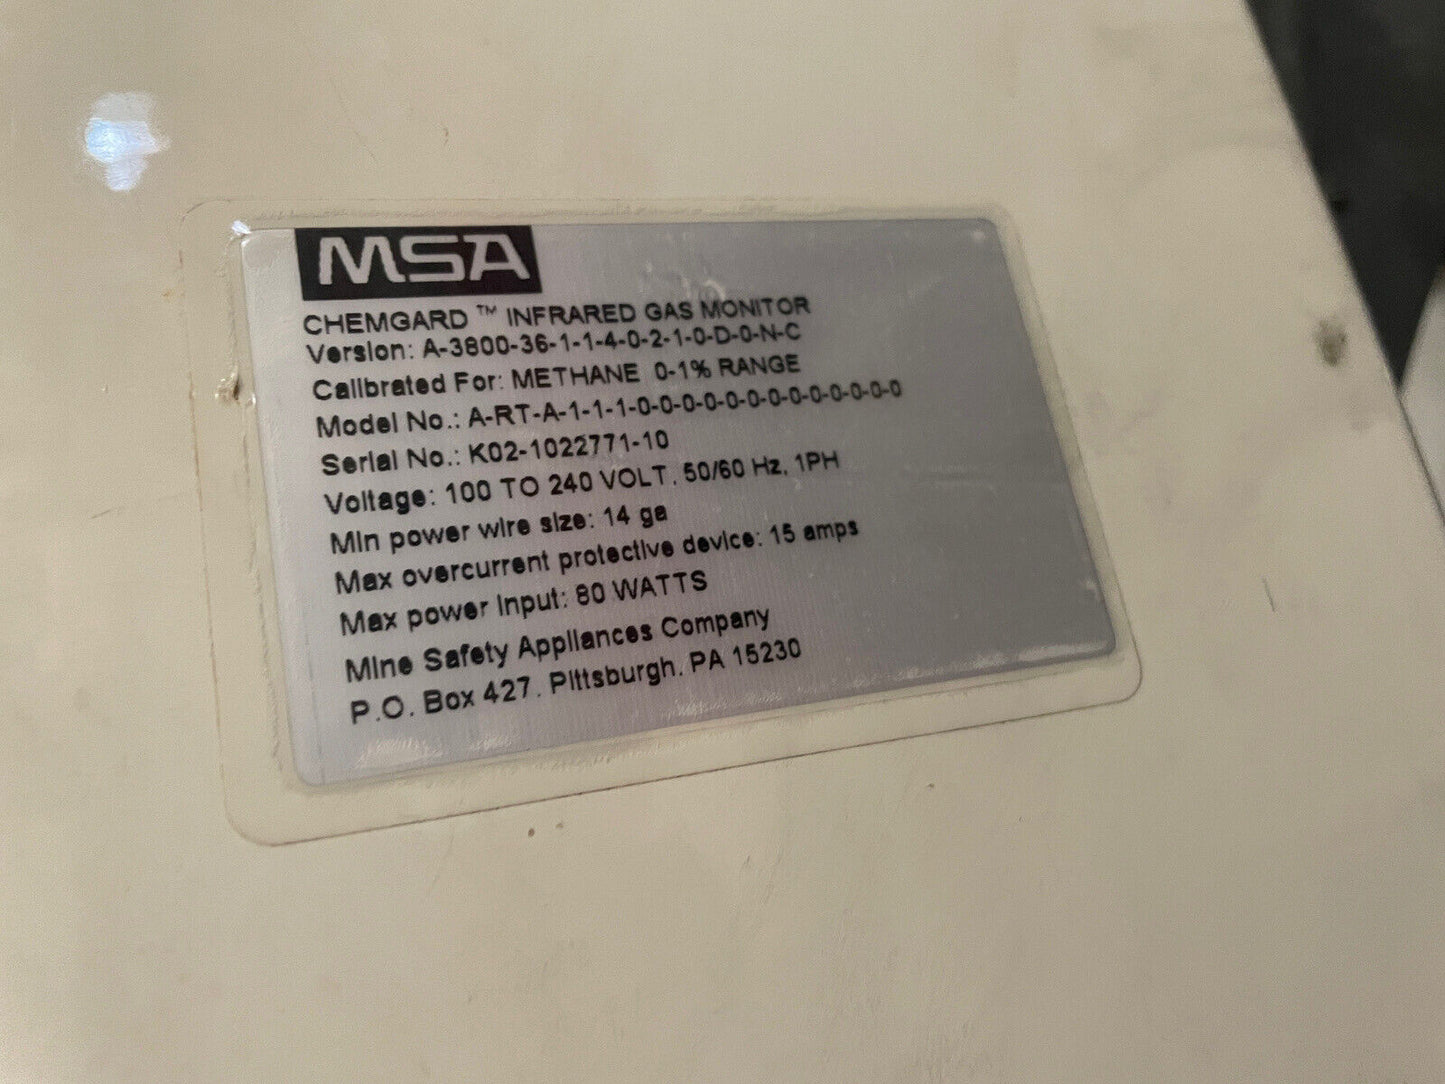 MSA
CHEMGARD ™ INFRARED GAS MONITOR
Version: A-3800-36-1-1-4-0-2-1-0-D-0-N-C
Calibrated For: METHANE 0-1% RANGE
Model No.: A-RT-A-1-1-1-0-0-0-0-0-0-0-0-0-0-0-0-0
Serial No.: K02-1022771-10
Voltage: 100 TO 240 VOLT, 50/60 Hz, 1PH
Min power wire size: 14 ga
Max overcurrent protective device: 15 amps
Max power input: 80 WATTS
Mine Safety Appliances Company
P.O. Box 427, Pittsburgh, PA 15230